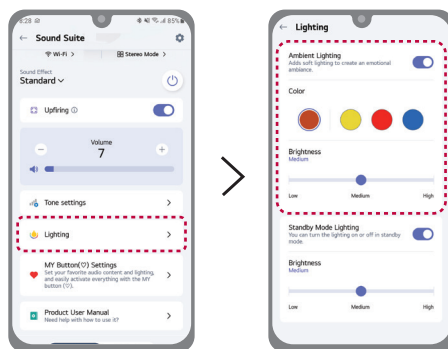 8:28
85%
← Sound Suite
Wi-Fi >
Stereo Mode >
Sound Effect
Standard
Upfiring ⓘ
Volume
7
− +
Tone settings >
Lighting >
MY Button(♡) Settings >
Set your favorite audio content and lighting,
and easily activate everything with the MY
button (♡).
Product User Manual >
Need help with how to use it?
>
← Lighting
Ambient Lighting
Adds soft lighting to create an emotional
ambience.
Color
Brightness
Medium
Low Medium High
Standby Mode Lighting
You can turn the lighting on or off in standby
mode.
Brightness
Medium
Low Medium High